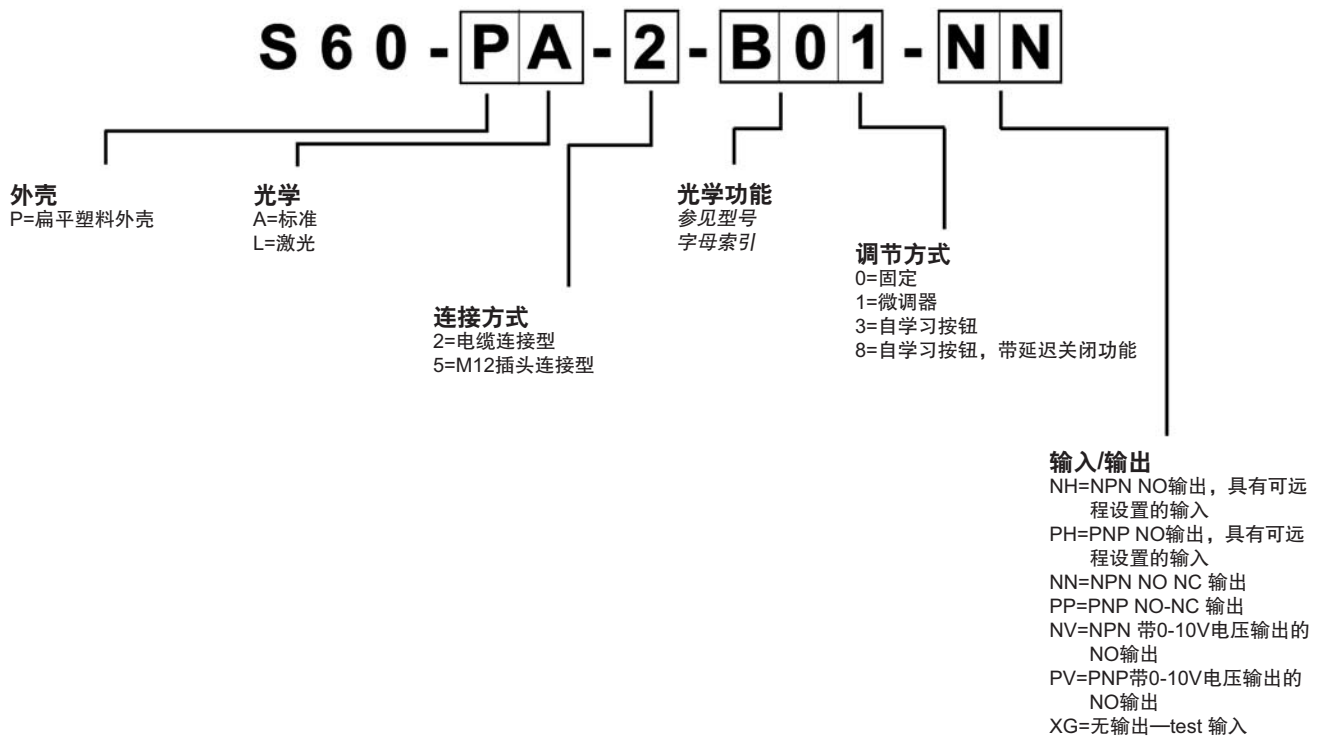 S60-PA-2-B01-NN
外壳
P=扁平塑料外壳
光学
A=标准
L=激光
连接方式
2=电缆连接型
5=M12插头连接型
光学功能
参见型号
字母索引
调节方式
0=固定
1=微调器
3=自学习按钮
8=自学习按钮，带延迟关闭功能
输入/输出
NH=NPN NO输出，具有可远
程设置的输入
PH=PNP NO输出，具有可远
程设置的输入
NN=NPN NO NC 输出
PP=PNP NO-NC 输出
NV=NPN 带0-10V电压输出的
NO输出
PV=PNP带0-10V电压输出的
NO输出
XG=无输出—test 输入